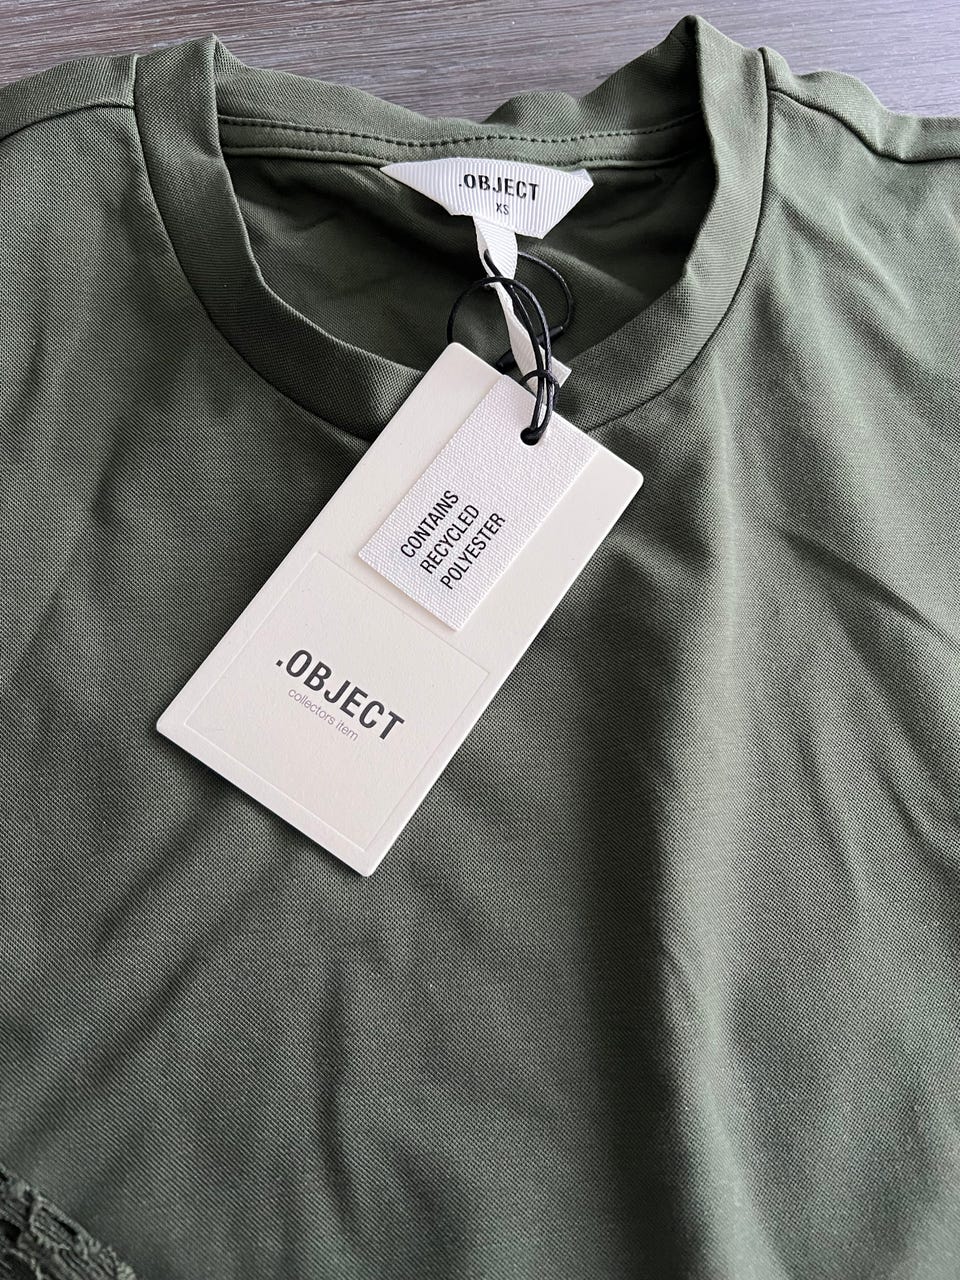 .OBJECT
XS
CONTAINS
RECYCLED
POLYESTER
.OBJECT
collectors item